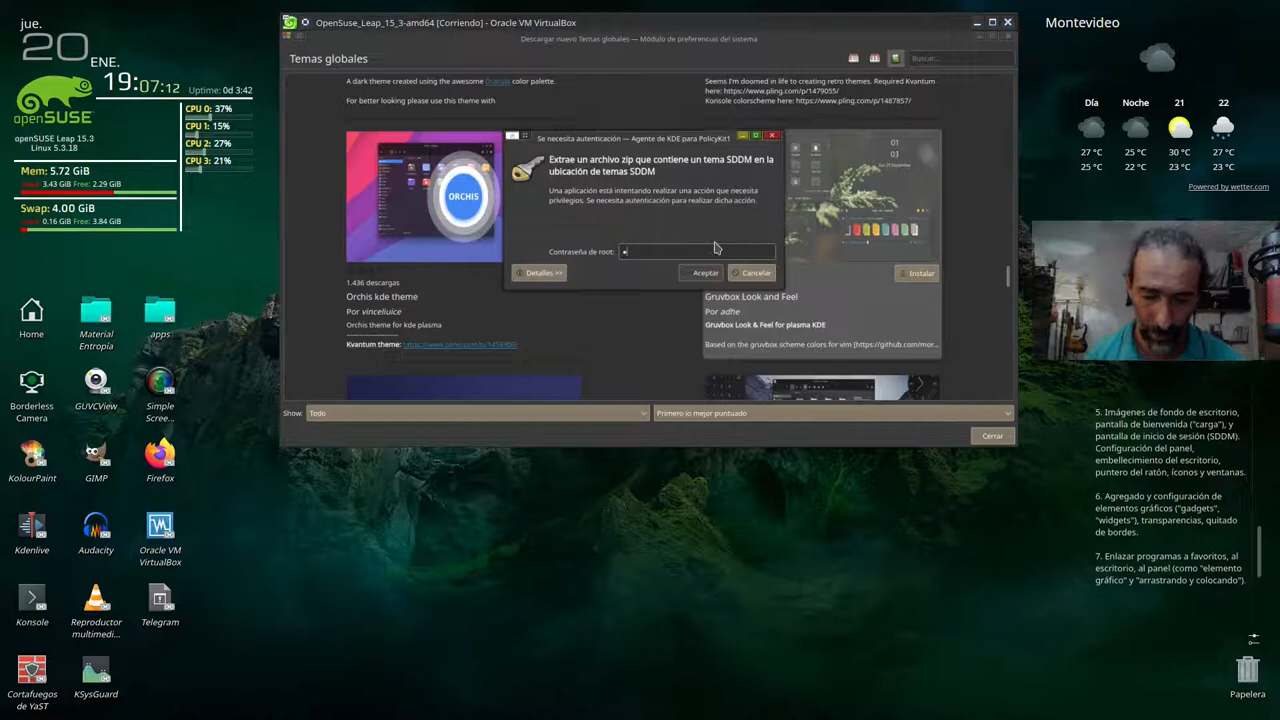 jue.
20
ENE.
19:07:12
Uptime: 0d 3:42
openSUSE
openSUSE Leap 15.3
Linux 5.3.18
CPU 0: 37%
CPU 1: 15%
CPU 2: 27%
CPU 3: 21%
Mem: 5.72 GiB
3.43 GiB Free: 2.29 GiB
Swap: 4.00 GiB
0.16 GiB Free: 3.84 GiB
Home
Material
Entropía
apps
Borderless
Camera
GUVCView
Simple
Scree...
KolourPaint
GIMP
Firefox
Kdenlive
Audacity
Oracle VM
VirtualBox
Konsole
Reproductor
multimedi...
Telegram
Cortafuegos
de YaST
KSysGuard
OpenSuse_Leap_15_3-amd64 [Corriendo] - Oracle VM VirtualBox
Descargar nuevo Temas globales — Módulo de preferencias del sistema
Temas globales
Buscar...
A dark theme created using the awesome color palette.
For better looking please use this theme with
Seems I'm doomed in life to creating retro themes. Required Kvantum
here: https://www.pling.com/p/1479055/
Konsole colorscheme here: https://www.pling.com/p/1487857/
Se necesita autenticación — Agente de KDE para PolicyKit1
Extrae un archivo zip que contiene un tema SDDM en la
ubicación de temas SDDM
Una aplicación está intentando realizar una acción que necesita
privilegios. Se necesita autenticación para realizar dicha acción.
Contraseña de root:
Detalles >>
Aceptar
Cancelar
ORCHIS
01
01
1.436 descargas
Orchis kde theme
Por vinceliuice
Orchis theme for kde plasma
Kvantum theme: https://www.pling.com/p/1458909/
Instalar
Gruvbox Look and Feel
Por adhe
Gruvbox Look & Feel for plasma KDE
Based on the gruvbox scheme colors for vim [https://github.com/mor...
Show:
Todo
Primero lo mejor puntuado
Cerrar
Montevideo
Día
Noche
21
22
27 °C
25 °C
30 °C
27 °C
25 °C
22 °C
23 °C
23 °C
Powered by wetter.com
5. Imágenes de fondo de escritorio,
pantalla de bienvenida ("carga"), y
pantalla de inicio de sesión (SDDM).
Configuración del panel,
embellecimiento del escritorio,
puntero del ratón, íconos y ventanas.
6. Agregado y configuración de
elementos gráficos ("gadgets",
"widgets"), transparencias, quitado
de bordes.
7. Enlazar programas a favoritos, al
escritorio, al panel (como "elemento
gráfico" y "arrastrando y colocando").
Papelera